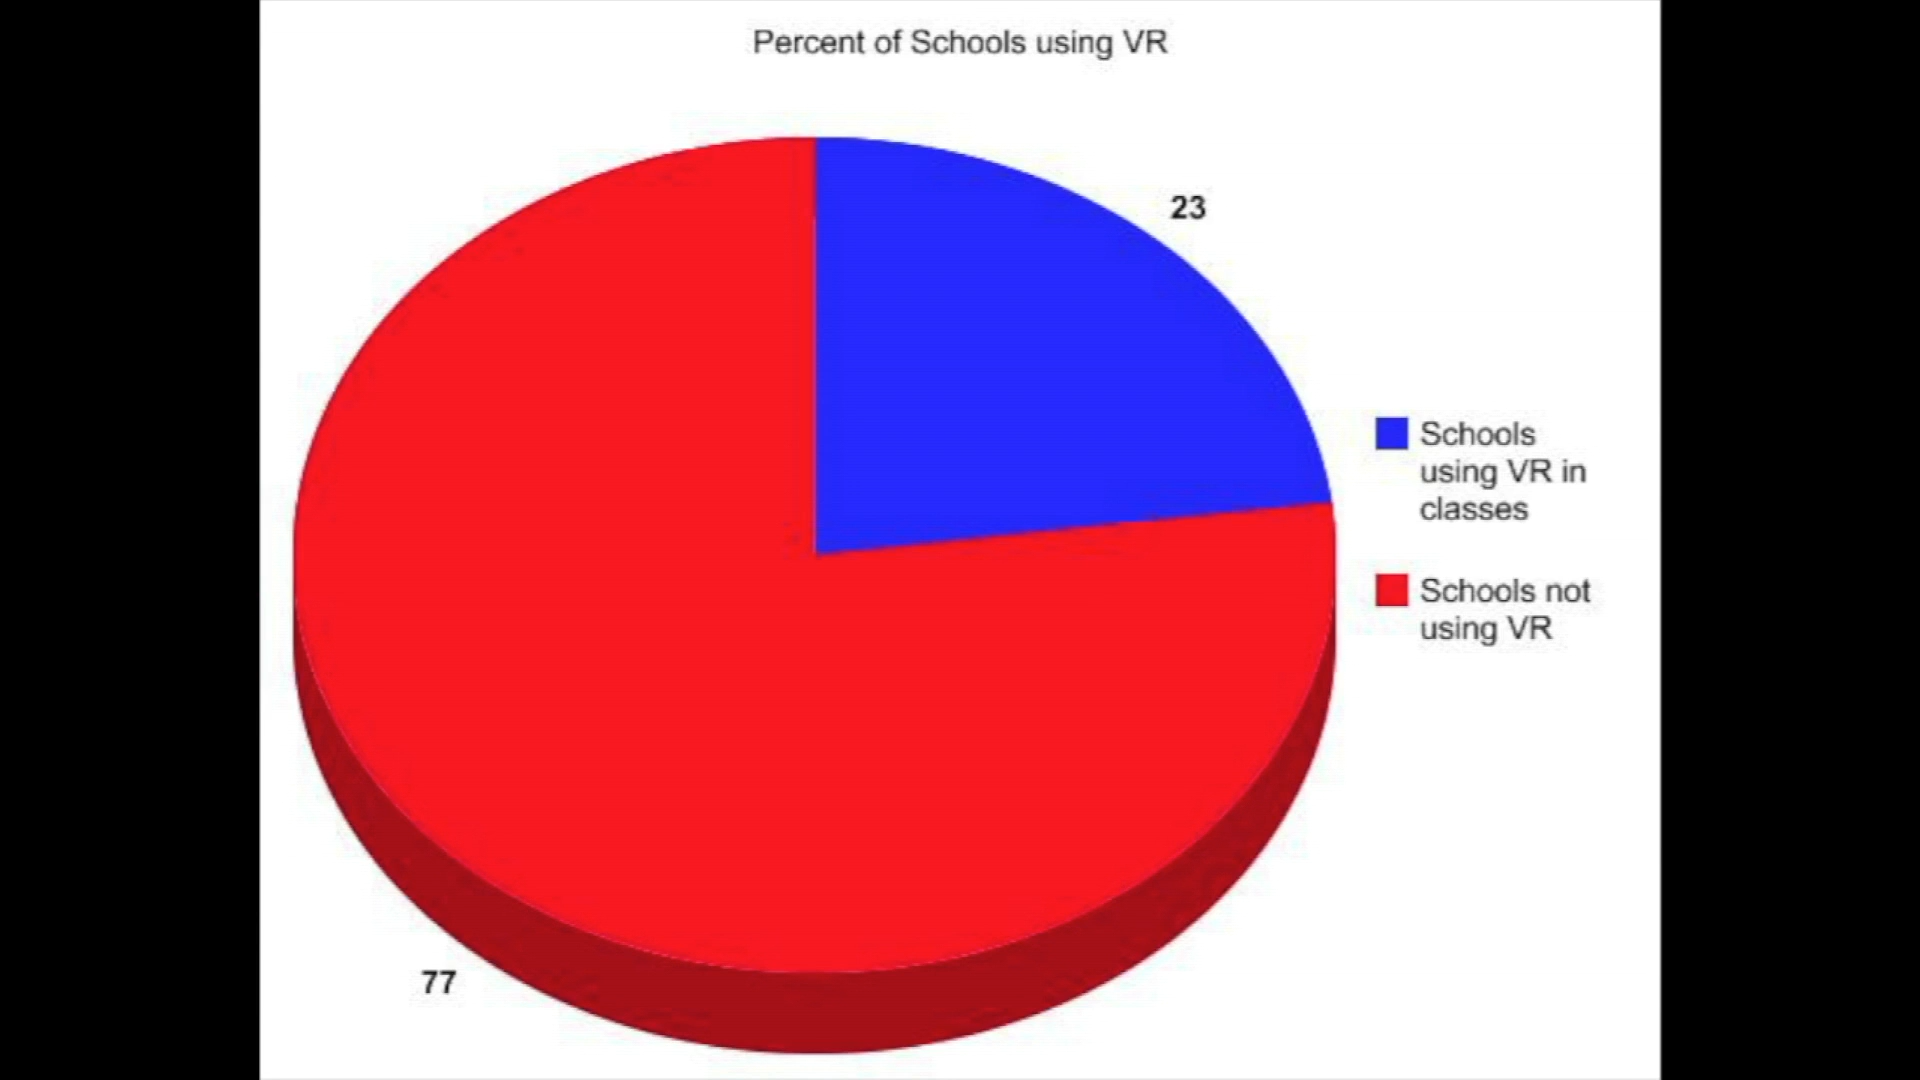 Percent of Schools using VR
23
Schools
using VR in
classes
Schools not
using VR
77